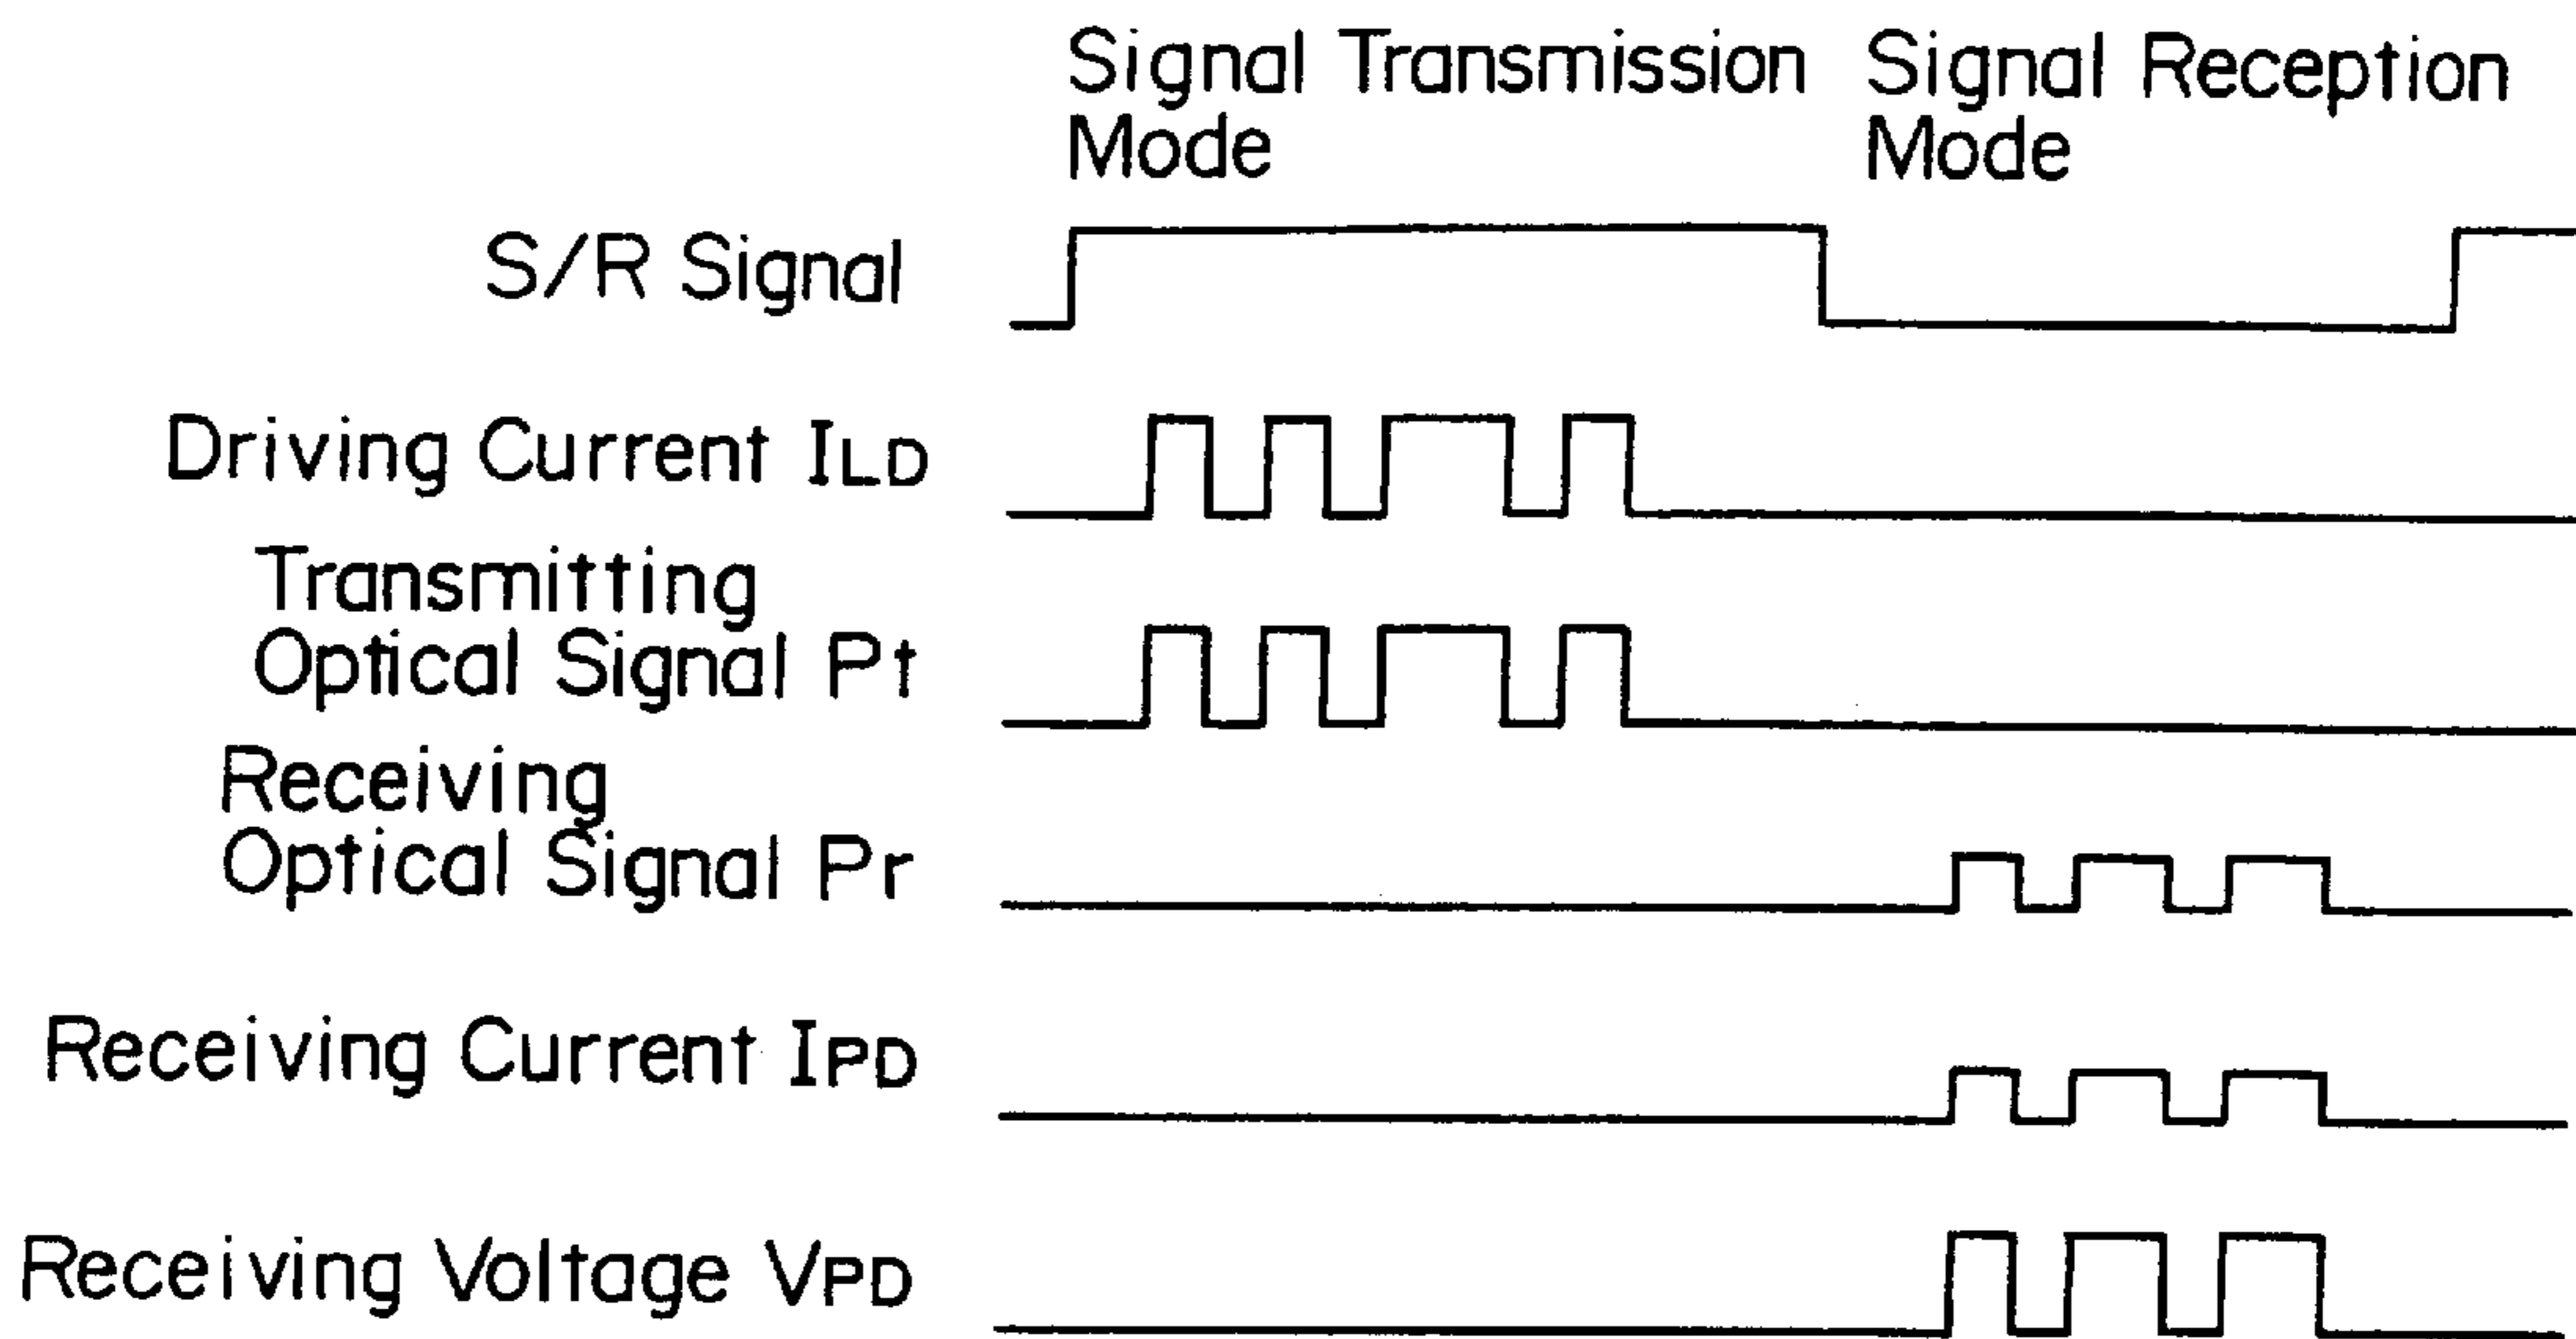 Signal Transmission Signal Reception
Mode Mode
S/R Signal
Driving Current ILD
Transmitting
Optical Signal Pt
Receiving
Optical Signal Pr
Receiving Current IPD
Receiving Voltage VPD